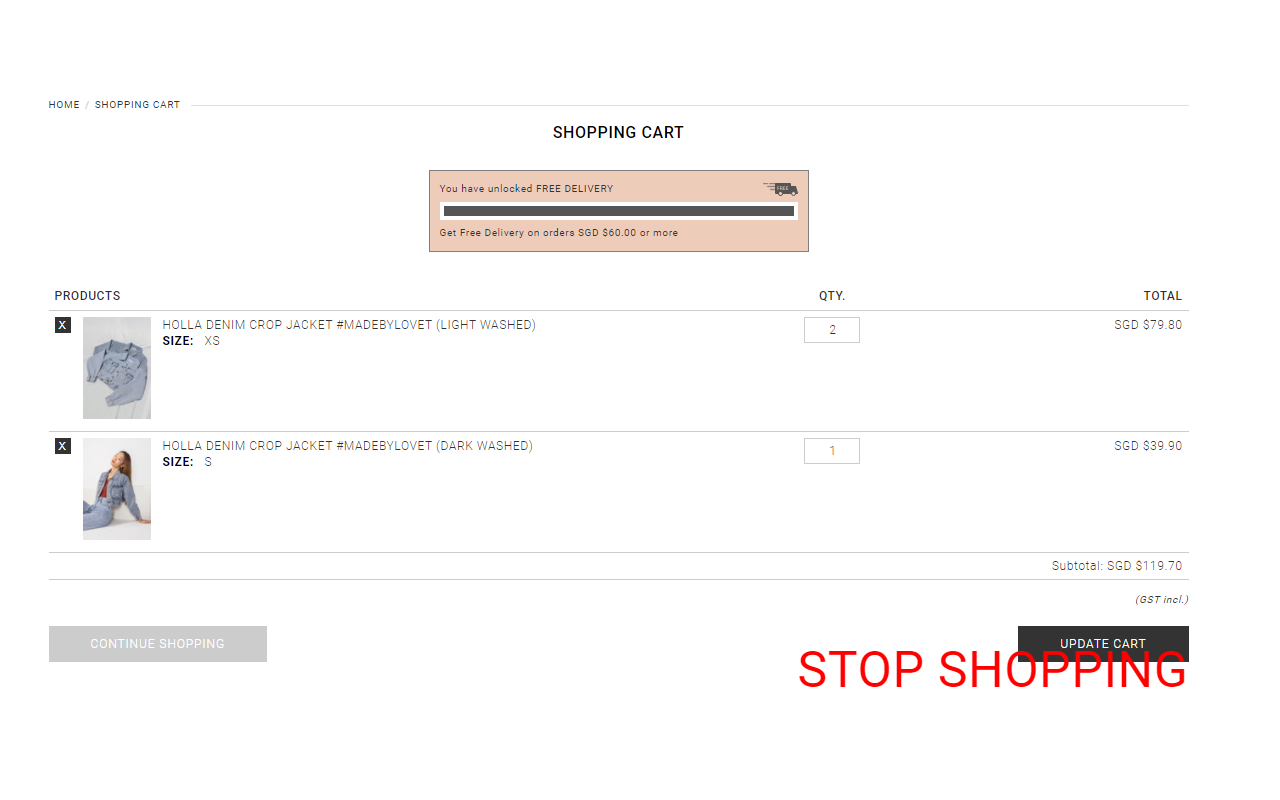 HOME / SHOPPING CART
SHOPPING CART
You have unlocked FREE DELIVERY
FREE
Get Free Delivery on orders SGD $60.00 or more
PRODUCTS QTY. TOTAL
X HOLLA DENIM CROP JACKET #MADEBYLOVET (LIGHT WASHED) 2 SGD $79.80
SIZE: XS
X HOLLA DENIM CROP JACKET #MADEBYLOVET (DARK WASHED) 1 SGD $39.90
SIZE: S
Subtotal: SGD $119.70
(GST incl.)
CONTINUE SHOPPING UPDATE CART
STOP SHOPPING